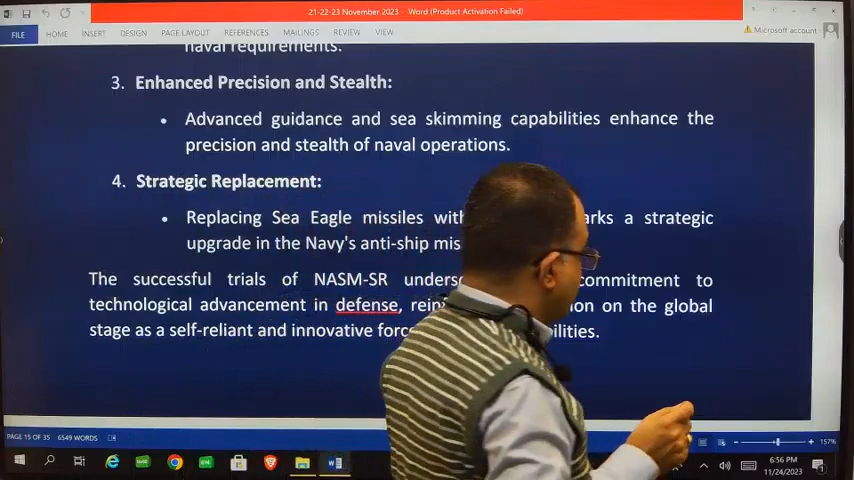 21-22-23 November 2023 - Word (Product Activation Failed)
FILE HOME INSERT DESIGN PAGE LAYOUT REFERENCES MAILINGS REVIEW VIEW Microsoft account
naval requirements.
3. Enhanced Precision and Stealth:
• Advanced guidance and sea skimming capabilities enhance the
precision and stealth of naval operations.
4. Strategic Replacement:
• Replacing Sea Eagle missiles with arks a strategic
upgrade in the Navy's anti-ship mis
The successful trials of NASM-SR unders commitment to
technological advancement in defense, rein on on the global
stage as a self-reliant and innovative forc bilities.
PAGE 15 OF 35 6549 WORDS 157%
6:56 PM
11/24/2023